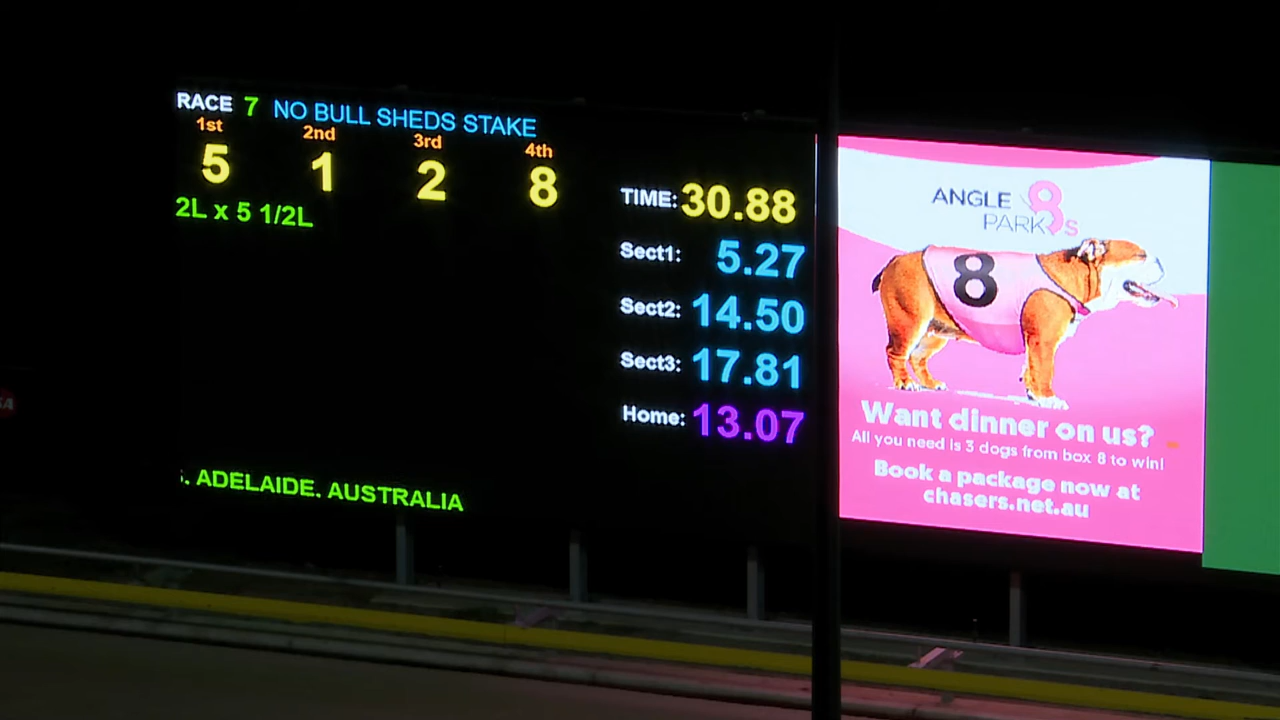 RACE 7 NO BULL SHEDS STAKE
1st 2nd 3rd 4th
5 1 2 8
2L x 5 1/2L
TIME: 30.88
Sect1: 5.27
Sect2: 14.50
Sect3: 17.81
Home: 13.07
. ADELAIDE. AUSTRALIA
ANGLE
PARK 8s
8
Want dinner on us?
All you need is 3 dogs from box 8 to win!
Book a package now at
chasers.net.au